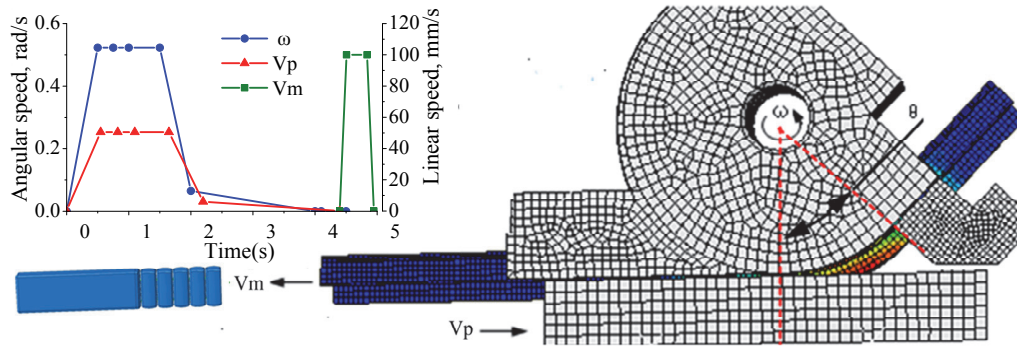 Angular speed, rad/s
0.6
0.4
0.2
0.0
ω
Vp
Vm
120
100
80
60
40
20
0
Linear speed, mm/s
0 1 2 3 4 5
Time(s)
ω
θ
Vm
Vp